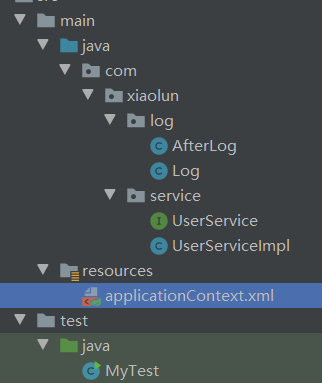 main
java
com
xiaolun
log
AfterLog
Log
service
UserService
UserServiceImpl
resources
applicationContext.xml
test
java
MyTest